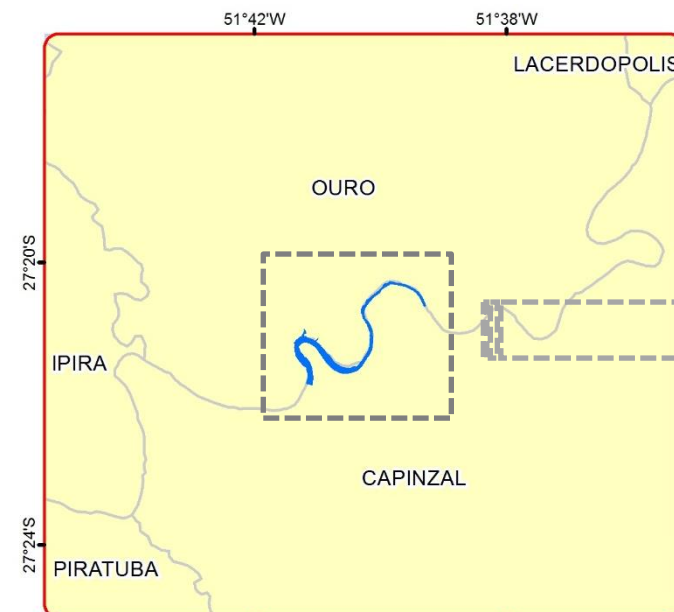 51°42'W
51°38'W
LACERDOPOLIS
OURO
27°20'S
IPIRA
CAPINZAL
27°24'S
PIRATUBA